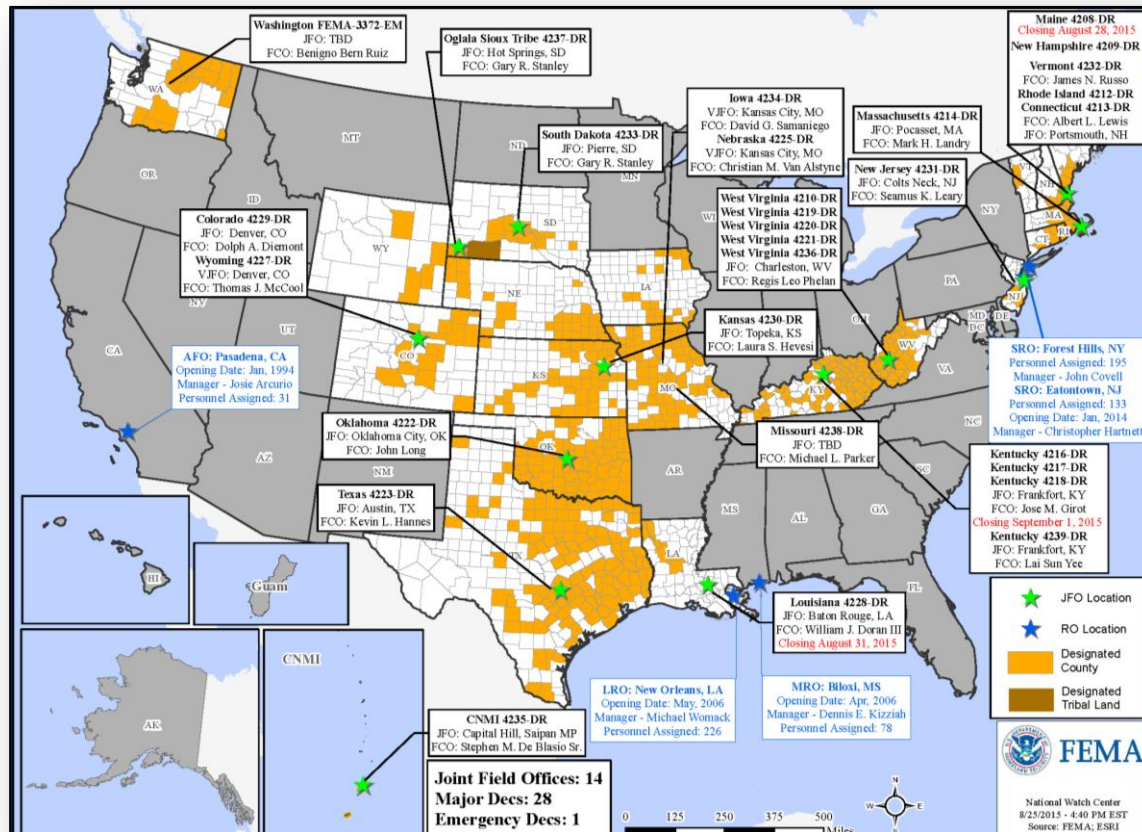 Washington FEMA-3372-EM
JFO: TBD
FCO: Benigno Bern Ruiz
Oglala Sioux Tribe 4237-DR
JFO: Hot Springs, SD
FCO: Gary R. Stanley
South Dakota 4233-DR
JFO: Pierre, SD
FCO: Gary R. Stanley
Iowa 4234-DR
VJFO: Kansas City, MO
FCO: David G. Samaniego
Nebraska 4225-DR
VJFO: Kansas City, MO
FCO: Christian M. Van Alstyne
Maine 4208-DR
Closing August 28, 2015
New Hampshire 4209-DR
Vermont 4232-DR
FCO: James N. Russo
Rhode Island 4212-DR
Connecticut 4213-DR
FCO: Albert L. Lewis
JFO: Portsmouth, NH
Massachusetts 4214-DR
JFO: Pocasset, MA
FCO: Mark H. Landry
New Jersey 4231-DR
JFO: Colts Neck, NJ
FCO: Seamus K. Leary
West Virginia 4210-DR
West Virginia 4219-DR
West Virginia 4220-DR
West Virginia 4221-DR
West Virginia 4236-DR
JFO: Charleston, WV
FCO: Regis Leo Phelan
Colorado 4229-DR
JFO: Denver, CO
FCO: Dolph A. Diemont
Wyoming 4227-DR
VJFO: Denver, CO
FCO: Thomas J. McCool
Kansas 4230-DR
JFO: Topeka, KS
FCO: Laura S. Hevesi
AFO: Pasadena, CA
Opening Date: Jan, 1994
Manager - Josie Arcurio
Personnel Assigned: 31
SRO: Forest Hills, NY
Personnel Assigned: 195
Manager - John Covell
SRO: Eatontown, NJ
Personnel Assigned: 133
Opening Date: Jan, 2014
Manager - Christopher Hartnett
Oklahoma 4222-DR
JFO: Oklahoma City, OK
FCO: John Long
Missouri 4238-DR
JFO: TBD
FCO: Michael L. Parker
Texas 4223-DR
JFO: Austin, TX
FCO: Kevin L. Hannes
Kentucky 4216-DR
Kentucky 4217-DR
Kentucky 4218-DR
JFO: Frankfort, KY
FCO: Jose M. Girot
Closing September 1, 2015
Kentucky 4239-DR
JFO: Frankfort, KY
FCO: Lai Sun Yee
Louisiana 4228-DR
JFO: Baton Rouge, LA
FCO: William J. Doran III
Closing August 31, 2015
LRO: New Orleans, LA
Opening Date: May, 2006
Manager - Michael Womack
Personnel Assigned: 226
MRO: Biloxi, MS
Opening Date: Apr, 2006
Manager - Dennis E. Kizziah
Personnel Assigned: 78
CNMI 4235-DR
JFO: Capital Hill, Saipan MP
FCO: Stephen M. De Blasio Sr.
WA
MT
ND
MN
OR
ID
SD
WY
WI
NY
VT
NH
MA
RI
CT
NV
UT
CO
NE
IA
PA
NJ
OH
MD
DE
DC
WV
VA
CA
KS
MO
KY
NC
AZ
NM
OK
AR
SC
TX
LA
MS
AL
GA
FL
HI
Guam
AK
CNMI
JFO Location
RO Location
Designated
County
Designated
Tribal Land
Joint Field Offices: 14
Major Decs: 28
Emergency Decs: 1
N
W
E
S
0 125 250 375 500
Miles
FEMA
National Watch Center
8/25/2015 - 4:40 PM EST
Source: FEMA; ESRI